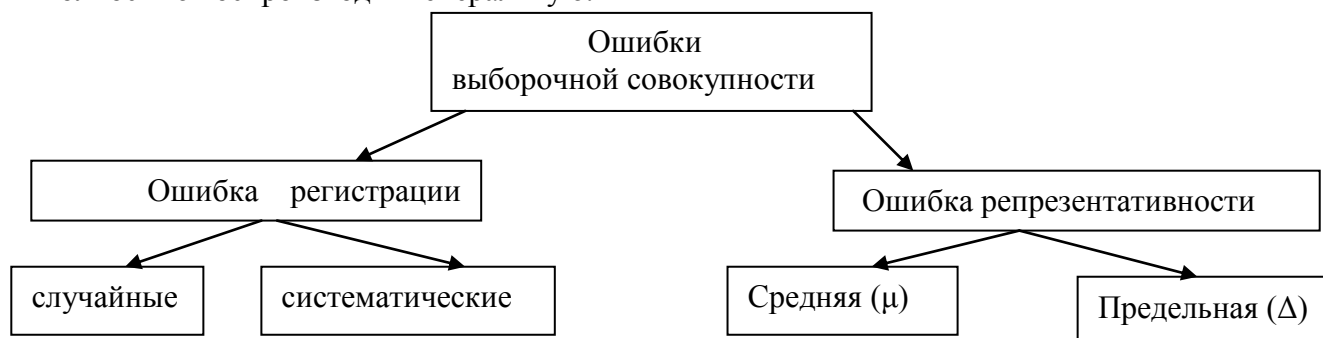 Ошибки
выборочной совокупности
Ошибка регистрации
Ошибка репрезентативности
случайные
систематические
Средняя (μ)
Предельная (Δ)